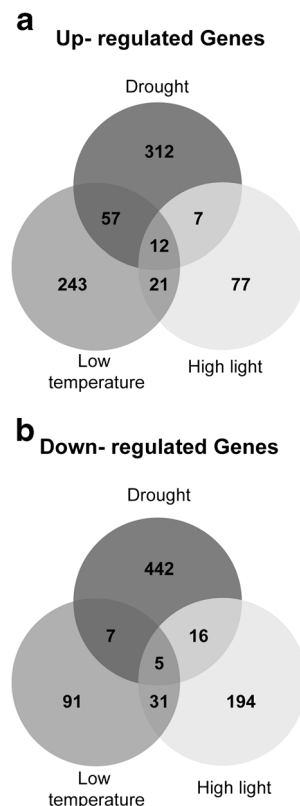 a
Up- regulated Genes
Drought
312
57
7
12
243
21
77
Low
temperature
High light
b
Down- regulated Genes
Drought
442
7
16
5
91
31
194
Low
temperature
High light